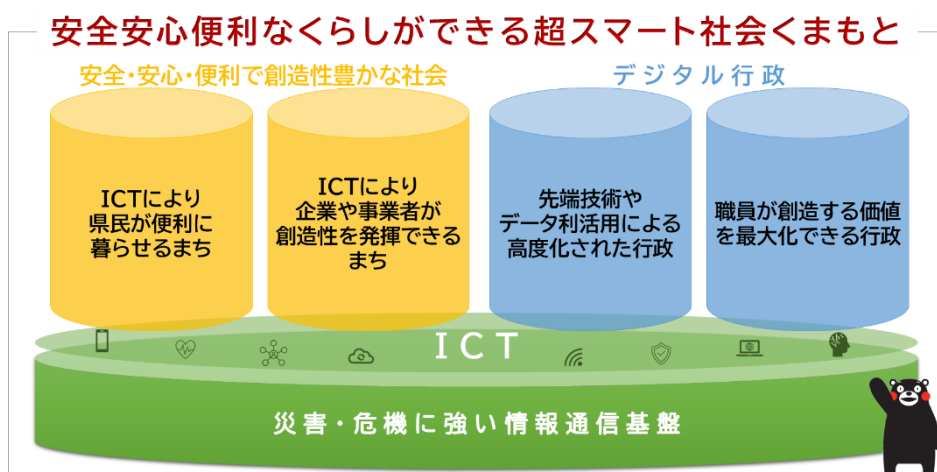 安全安心便利なくらしができる超スマート社会くまもと
安全・安心・便利で創造性豊かな社会
デジタル行政
ICTにより
県民が便利に
暮らせるまち
ICTにより
企業や事業者が
創造性を発揮できる
まち
先端技術や
データ利活用による
高度化された行政
職員が創造する価値
を最大化できる行政
ICT
災害・危機に強い情報通信基盤